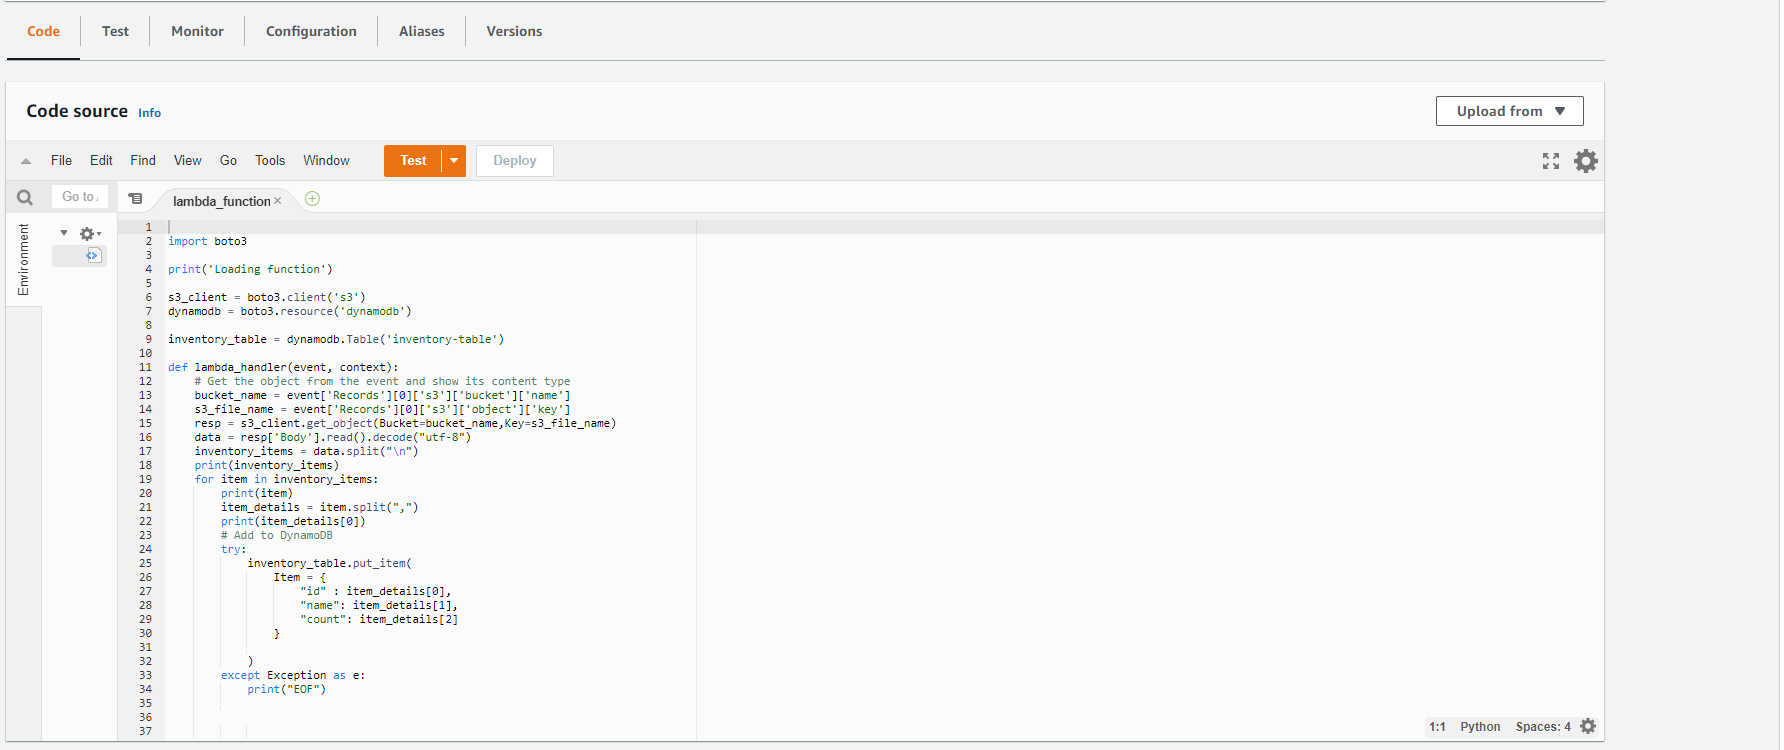 Code Test Monitor Configuration Aliases Versions
Code source Info Upload from
File Edit Find View Go Tools Window Test Deploy
Go to
lambda_function
Environment
1
2 import boto3
3
4 print('Loading function')
5
6 s3_client = boto3.client('s3')
7 dynamodb = boto3.resource('dynamodb')
8
9 inventory_table = dynamodb.Table('inventory-table')
10
11 def lambda_handler(event, context):
12     # Get the object from the event and show its content type
13     bucket_name = event['Records'][0]['s3']['bucket']['name']
14     s3_file_name = event['Records'][0]['s3']['object']['key']
15     resp = s3_client.get_object(Bucket=bucket_name,Key=s3_file_name)
16     data = resp['Body'].read().decode("utf-8")
17     inventory_items = data.split("\n")
18     print(inventory_items)
19     for item in inventory_items:
20         print(item)
21         item_details = item.split(",")
22         print(item_details[0])
23         # Add to DynamoDB
24         try:
25             inventory_table.put_item(
26                 Item = {
27                     "id" : item_details[0],
28                     "name": item_details[1],
29                     "count": item_details[2]
30                 }
31
32             )
33         except Exception as e:
34             print("EOF")
35
36
37
1:1 Python Spaces: 4